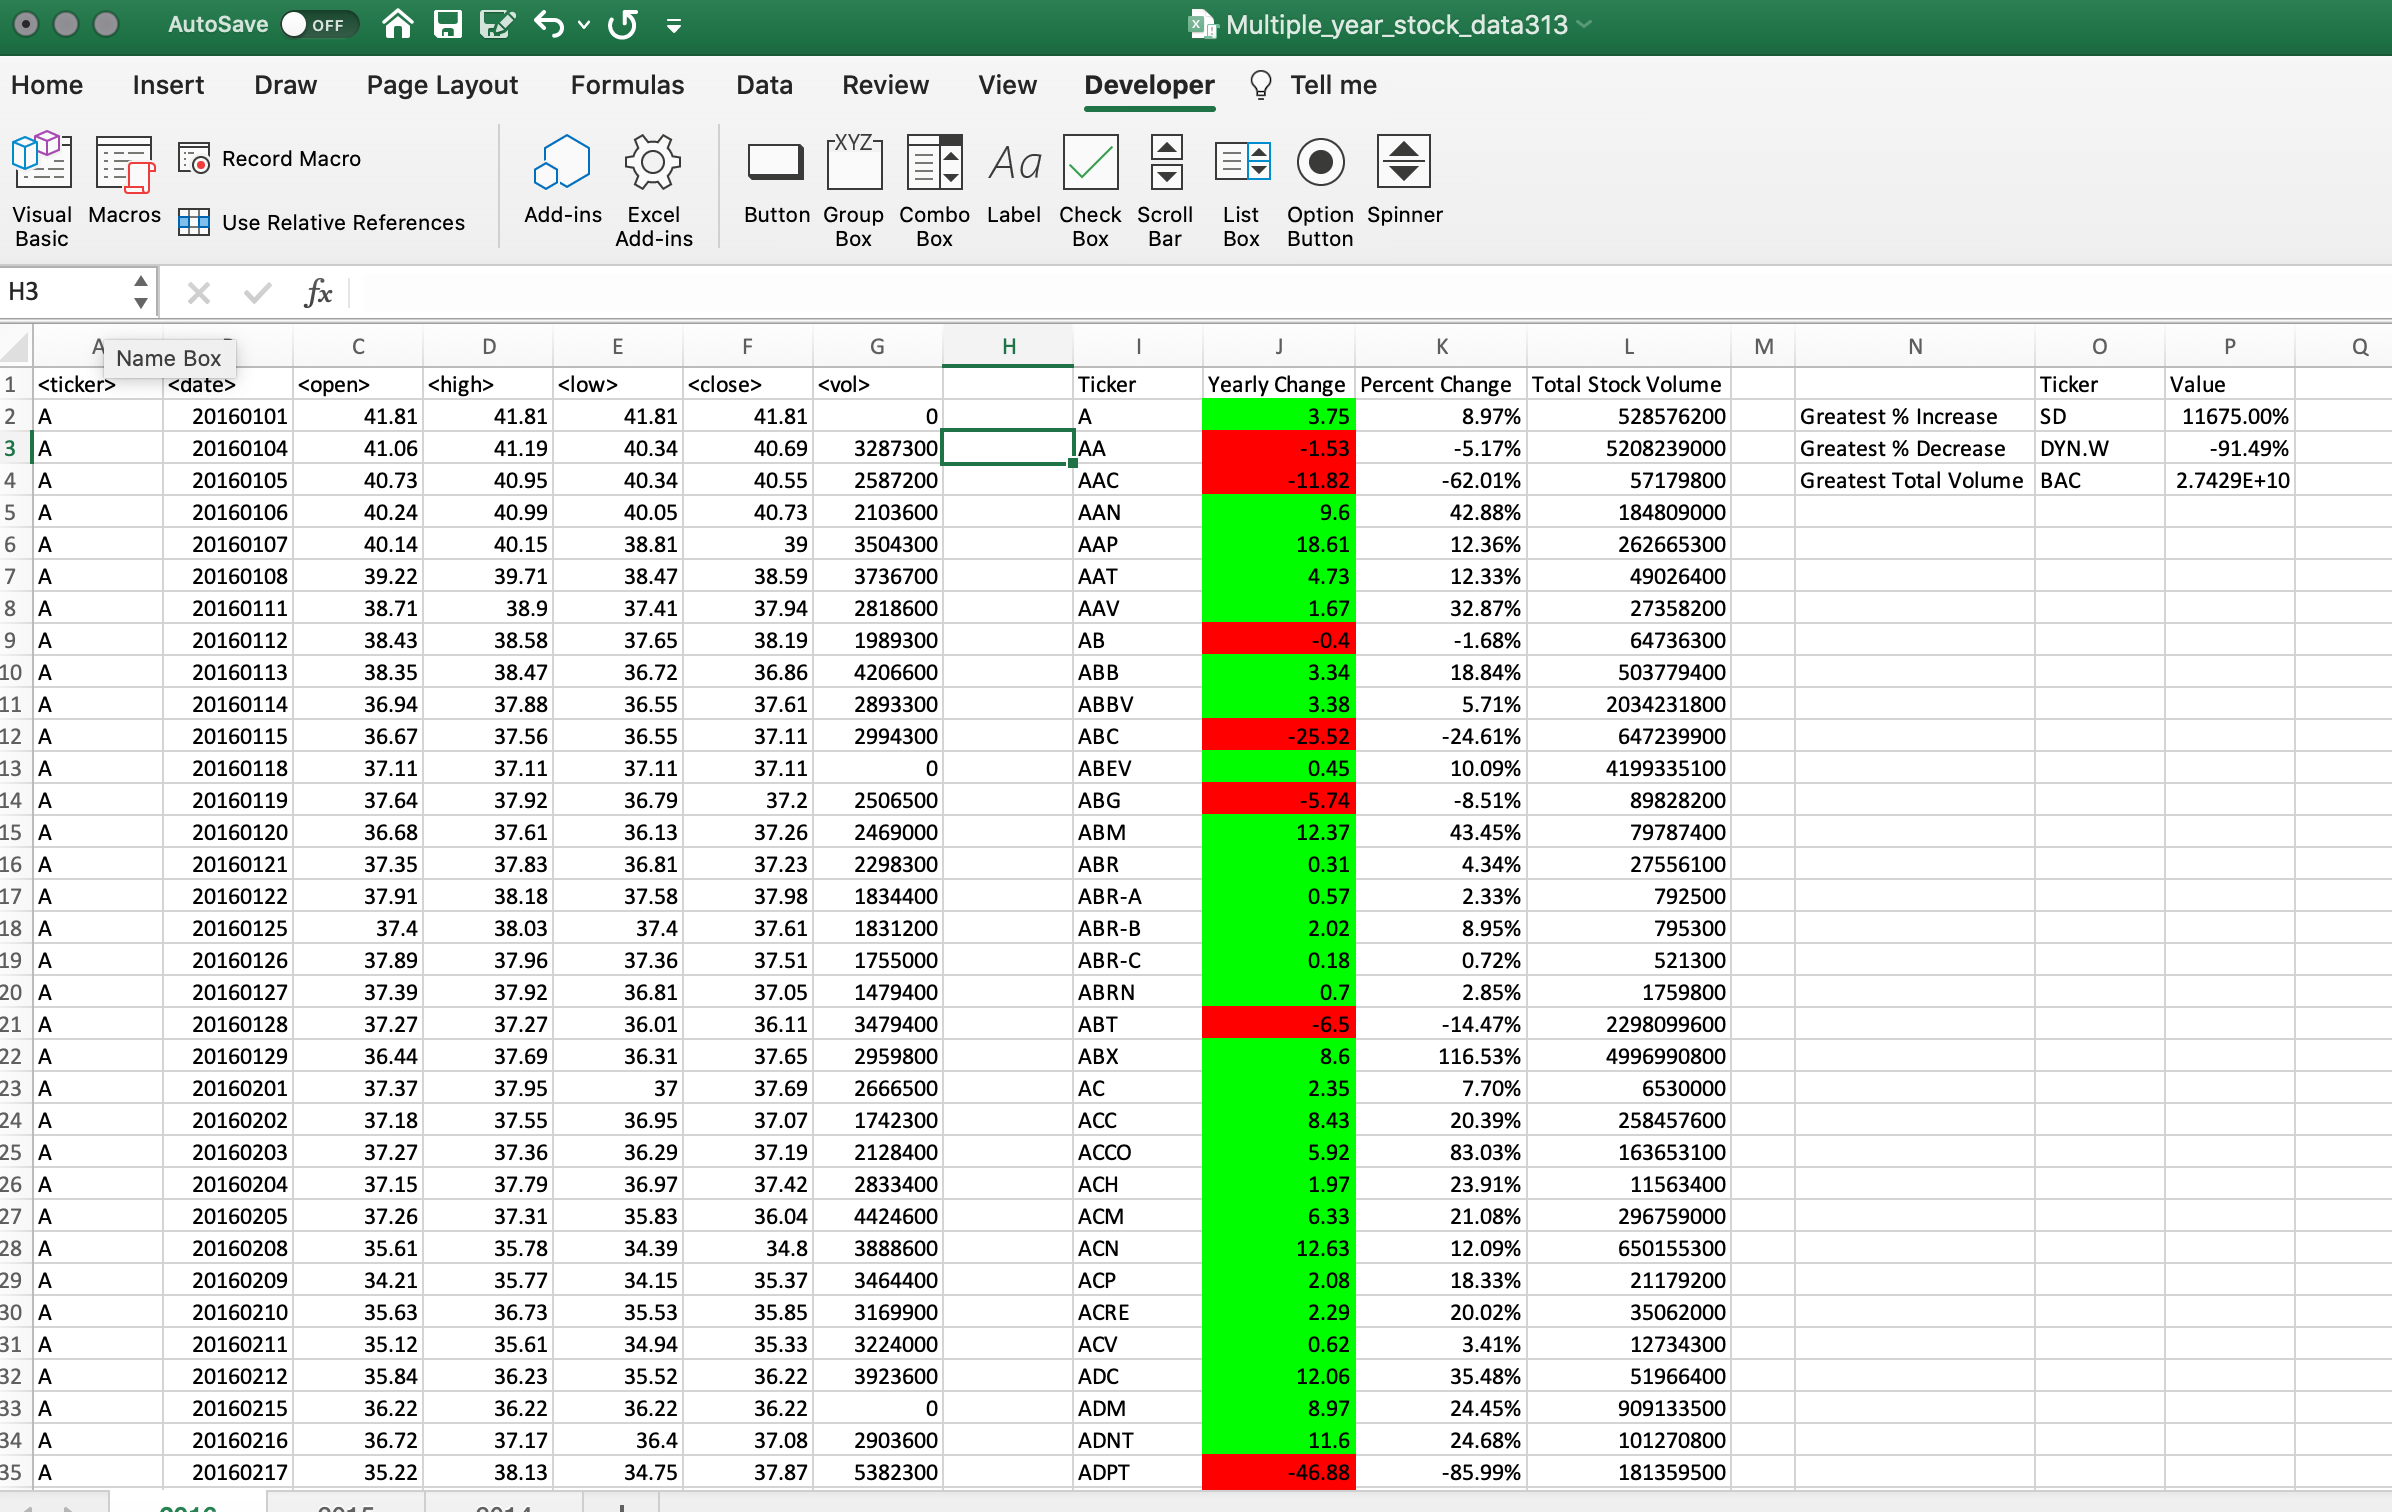 AutoSave OFF Multiple_year_stock_data313
Home Insert Draw Page Layout Formulas Data Review View Developer Tell me
Visual Basic Macros Record Macro Use Relative References Add-ins Excel Add-ins Button Group Box XYZ Combo Box Aa Label Check Box Scroll Bar List Box Option Button Spinner
H3 fx
A C D E F G H I J K L M N O P Q
Name Box
1 <ticker> <date> <open> <high> <low> <close> <vol> Ticker Yearly Change Percent Change Total Stock Volume Ticker Value
2 A 20160101 41.81 41.81 41.81 41.81 0 A 3.75 8.97% 528576200 Greatest % Increase SD 11675.00%
3 A 20160104 41.06 41.19 40.34 40.69 3287300 AA -1.53 -5.17% 5208239000 Greatest % Decrease DYN.W -91.49%
4 A 20160105 40.73 40.95 40.34 40.55 2587200 AAC -11.82 -62.01% 57179800 Greatest Total Volume BAC 2.7429E+10
5 A 20160106 40.24 40.99 40.05 40.73 2103600 AAN 9.6 42.88% 184809000
6 A 20160107 40.14 40.15 38.81 39 3504300 AAP 18.61 12.36% 262665300
7 A 20160108 39.22 39.71 38.47 38.59 3736700 AAT 4.73 12.33% 49026400
8 A 20160111 38.71 38.9 37.41 37.94 2818600 AAV 1.67 32.87% 27358200
9 A 20160112 38.43 38.58 37.65 38.19 1989300 AB -0.4 -1.68% 64736300
10 A 20160113 38.35 38.47 36.72 36.86 4206600 ABB 3.34 18.84% 503779400
11 A 20160114 36.94 37.88 36.55 37.61 2893300 ABBV 3.38 5.71% 2034231800
12 A 20160115 36.67 37.56 36.55 37.11 2994300 ABC -25.52 -24.61% 647239900
13 A 20160118 37.11 37.11 37.11 37.11 0 ABEV 0.45 10.09% 4199335100
14 A 20160119 37.64 37.92 36.79 37.2 2506500 ABG -5.74 -8.51% 89828200
15 A 20160120 36.68 37.61 36.13 37.26 2469000 ABM 12.37 43.45% 79787400
16 A 20160121 37.35 37.83 36.81 37.23 2298300 ABR 0.31 4.34% 27556100
17 A 20160122 37.91 38.18 37.58 37.98 1834400 ABR-A 0.57 2.33% 792500
18 A 20160125 37.4 38.03 37.4 37.61 1831200 ABR-B 2.02 8.95% 795300
19 A 20160126 37.89 37.96 37.36 37.51 1755000 ABR-C 0.18 0.72% 521300
20 A 20160127 37.39 37.92 36.81 37.05 1479400 ABRN 0.7 2.85% 1759800
21 A 20160128 37.27 37.27 36.01 36.11 3479400 ABT -6.5 -14.47% 2298099600
22 A 20160129 36.44 37.69 36.31 37.65 2959800 ABX 8.6 116.53% 4996990800
23 A 20160201 37.37 37.95 37 37.69 2666500 AC 2.35 7.70% 6530000
24 A 20160202 37.18 37.55 36.95 37.07 1742300 ACC 8.43 20.39% 258457600
25 A 20160203 37.27 37.36 36.29 37.19 2128400 ACCO 5.92 83.03% 163653100
26 A 20160204 37.15 37.79 36.97 37.42 2833400 ACH 1.97 23.91% 11563400
27 A 20160205 37.26 37.31 35.83 36.04 4424600 ACM 6.33 21.08% 296759000
28 A 20160208 35.61 35.78 34.39 34.8 3888600 ACN 12.63 12.09% 650155300
29 A 20160209 34.21 35.77 34.15 35.37 3464400 ACP 2.08 18.33% 21179200
30 A 20160210 35.63 36.73 35.53 35.85 3169900 ACRE 2.29 20.02% 35062000
31 A 20160211 35.12 35.61 34.94 35.33 3224000 ACV 0.62 3.41% 12734300
32 A 20160212 35.84 36.23 35.52 36.22 3923600 ADC 12.06 35.48% 51966400
33 A 20160215 36.22 36.22 36.22 36.22 0 ADM 8.97 24.45% 909133500
34 A 20160216 36.72 37.17 36.4 37.08 2903600 ADNT 11.6 24.68% 101270800
35 A 20160217 35.22 38.13 34.75 37.87 5382300 ADPT -46.88 -85.99% 181359500